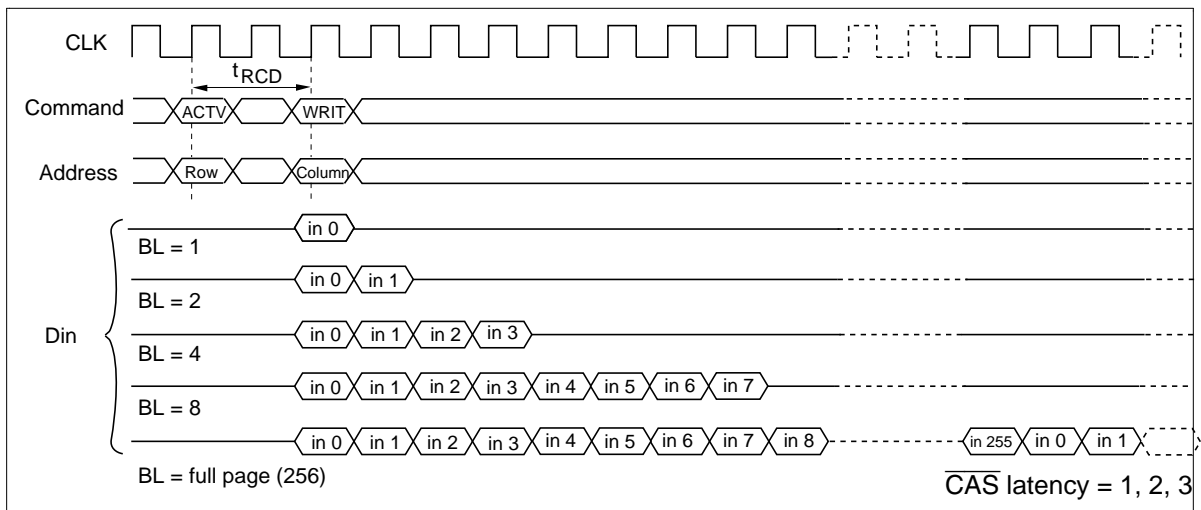 CLK
tRCD
Command ACTV WRIT
Address Row Column
in 0
BL = 1
in 0 in 1
BL = 2
Din
in 0 in 1 in 2 in 3
BL = 4
in 0 in 1 in 2 in 3 in 4 in 5 in 6 in 7
BL = 8
in 0 in 1 in 2 in 3 in 4 in 5 in 6 in 7 in 8 in 255 in 0 in 1
BL = full page (256)
C̅A̅S̅ latency = 1, 2, 3